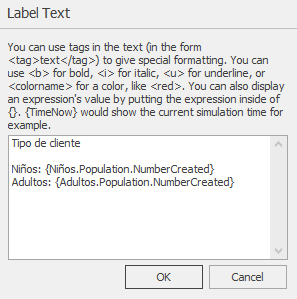 Label Text
You can use tags in the text (in the form
<tag>text</tag>) to give special formatting. You can
use <b> for bold, <i> for italic, <u> for underline, or
<colorname> for a color, like <red>. You can also display
an expression's value by putting the expression inside of
{}. {TimeNow} would show the current simulation time for
example.
Tipo de cliente
Niños: {Niños.Population.NumberCreated}
Adultos: {Adultos.Population.NumberCreated}
OK
Cancel